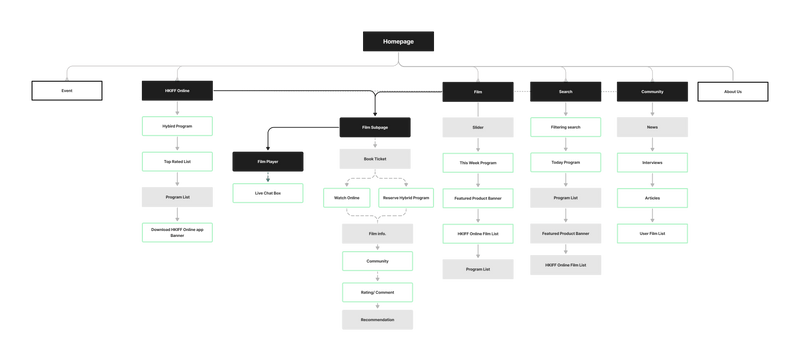 Homepage
Event
HKIFF Online
Film
Search
Community
About Us
Hybird Program
Top Rated List
Program List
Download HKIFF Online app
Banner
Film Subpage
Film Player
Live Chat Box
Book Ticket
Watch Online
Reserve Hybrid Program
Film info.
Community
Rating/ Comment
Recommendation
Slider
This Week Program
Featured Product Banner
HKIFF Online Film List
Program List
Filtering search
Today Program
Program List
Featured Product Banner
HKIFF Online Film List
News
Interviews
Articles
User Film List